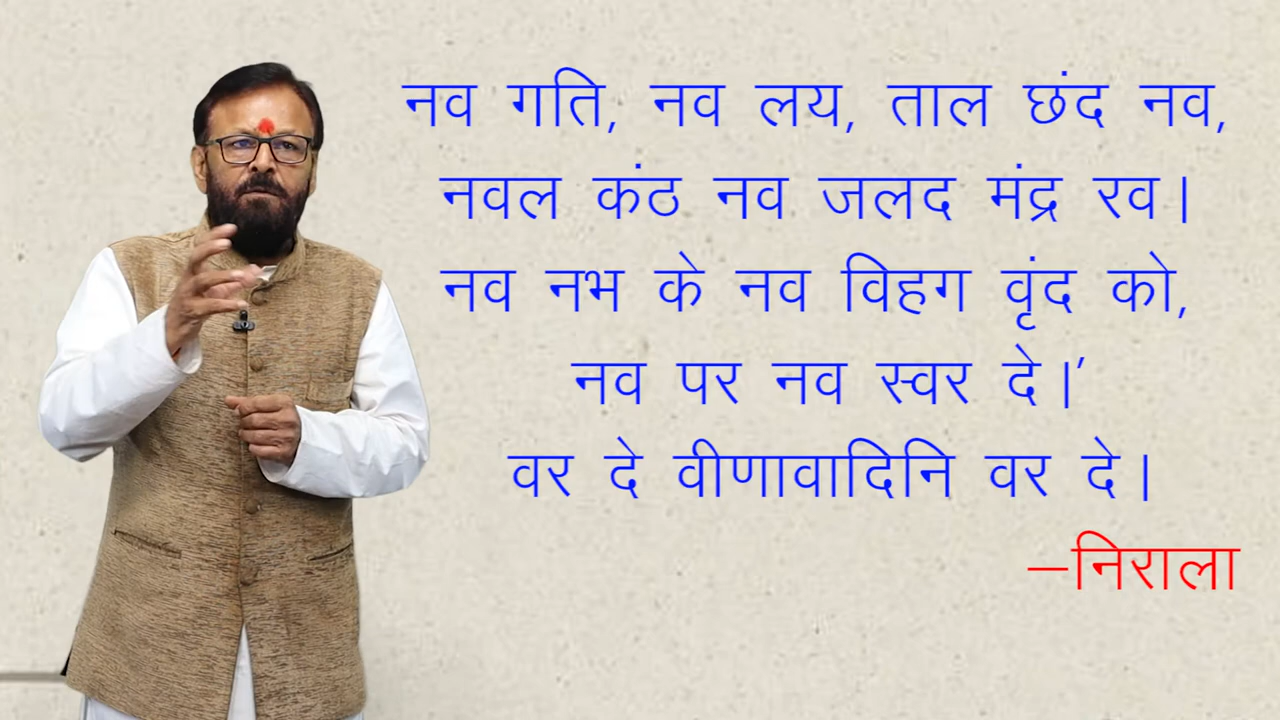 नव गति, नव लय, ताल छंद नव,
नवल कंठ नव जलद मंद्र रव।
नव नभ के नव विहग वृंद को,
नव पर नव स्वर दे।’
वर दे वीणावादिनि वर दे।
–निराला